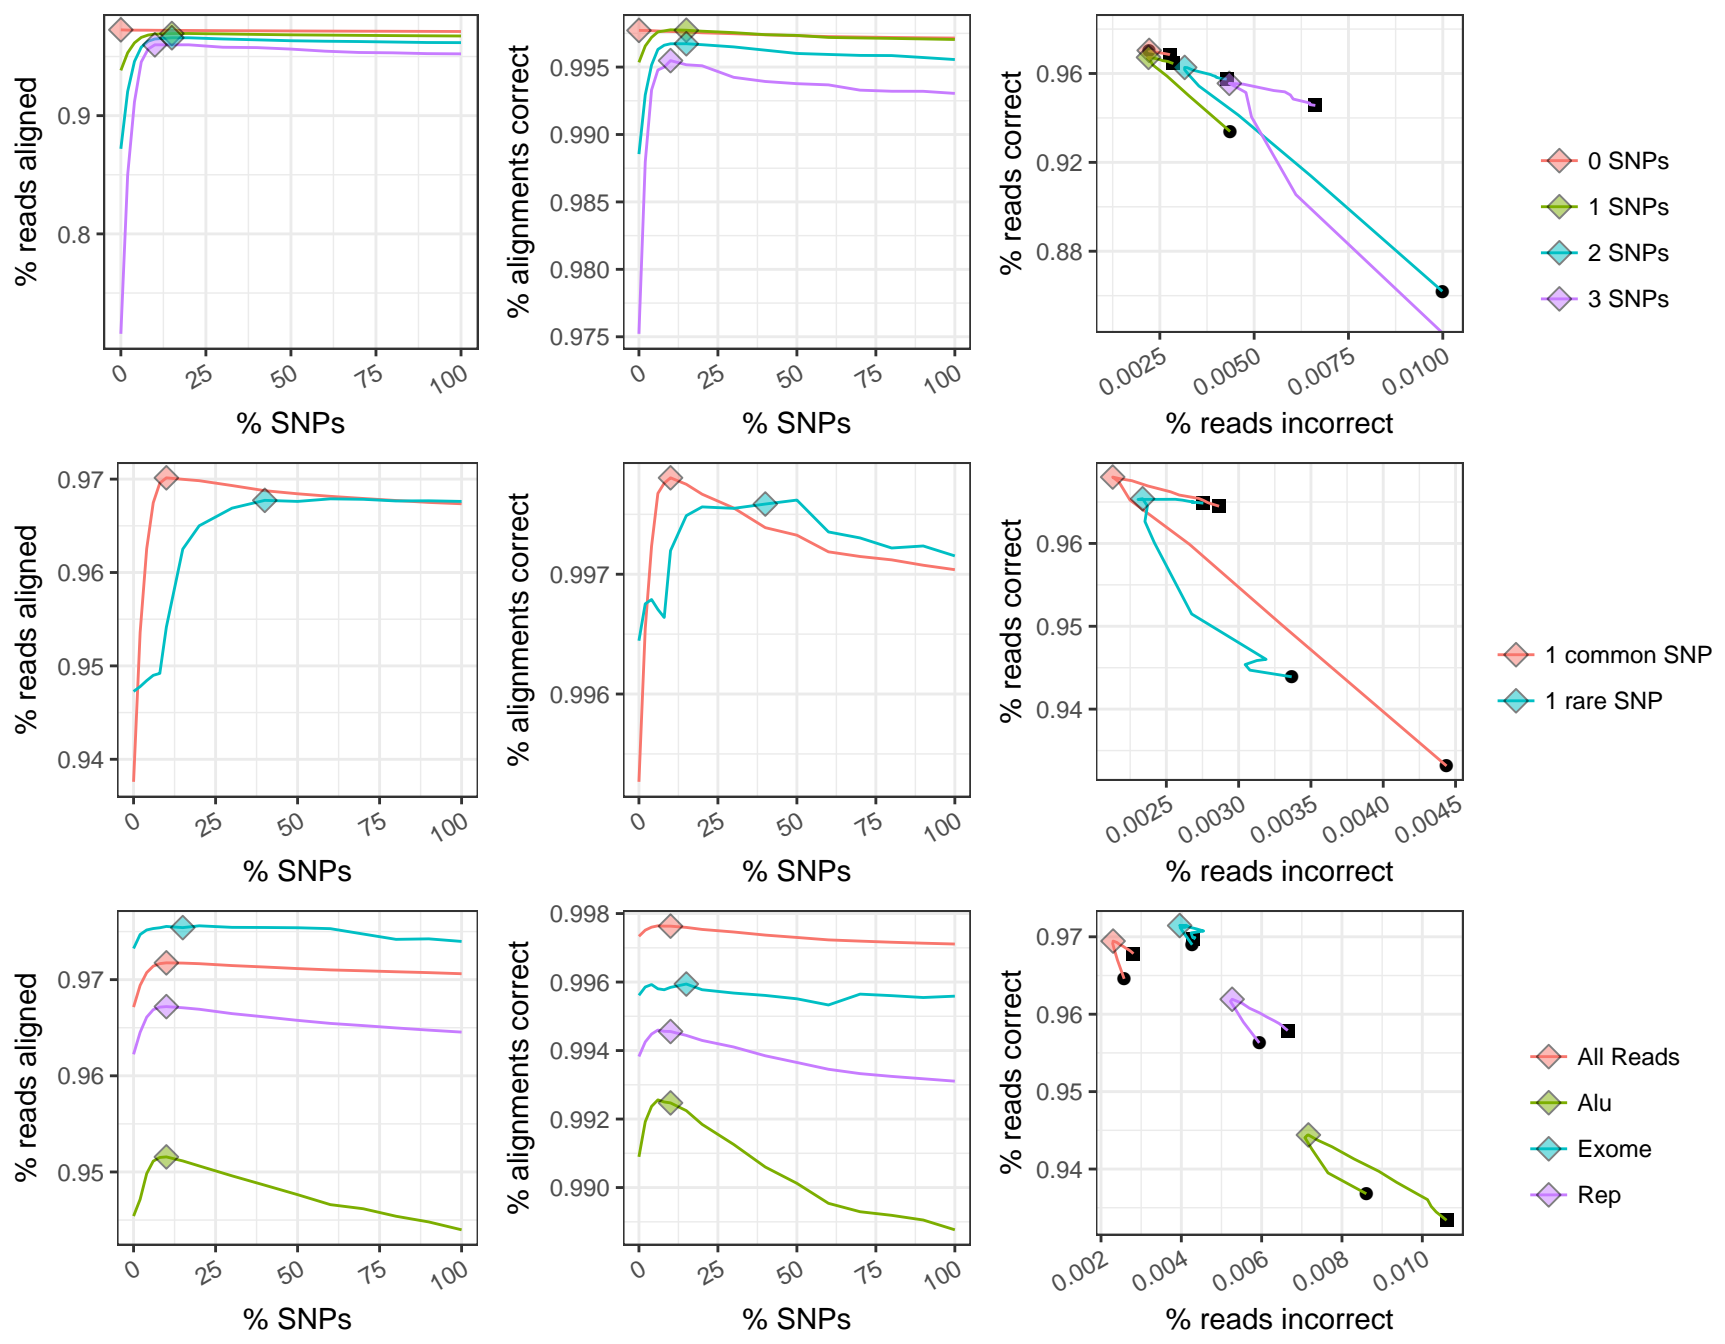 % reads aligned
0.9
0.8
0
25
50
75
100
% SNPs
% alignments correct
0.995
0.990
0.985
0.980
0.975
0
25
50
75
100
% SNPs
% reads correct
0.96
0.92
0.88
0.0025
0.0050
0.0075
0.0100
% reads incorrect
0 SNPs
1 SNPs
2 SNPs
3 SNPs
% reads aligned
0.97
0.96
0.95
0.94
0
25
50
75
100
% SNPs
% alignments correct
0.997
0.996
0
25
50
75
100
% SNPs
% reads correct
0.96
0.95
0.94
0.0025
0.0030
0.0035
0.0040
0.0045
% reads incorrect
1 common SNP
1 rare SNP
% reads aligned
0.97
0.96
0.95
0
25
50
75
100
% SNPs
% alignments correct
0.998
0.996
0.994
0.992
0.990
0
25
50
75
100
% SNPs
% reads correct
0.97
0.96
0.95
0.94
0.002
0.004
0.006
0.008
0.010
% reads incorrect
All Reads
Alu
Exome
Rep